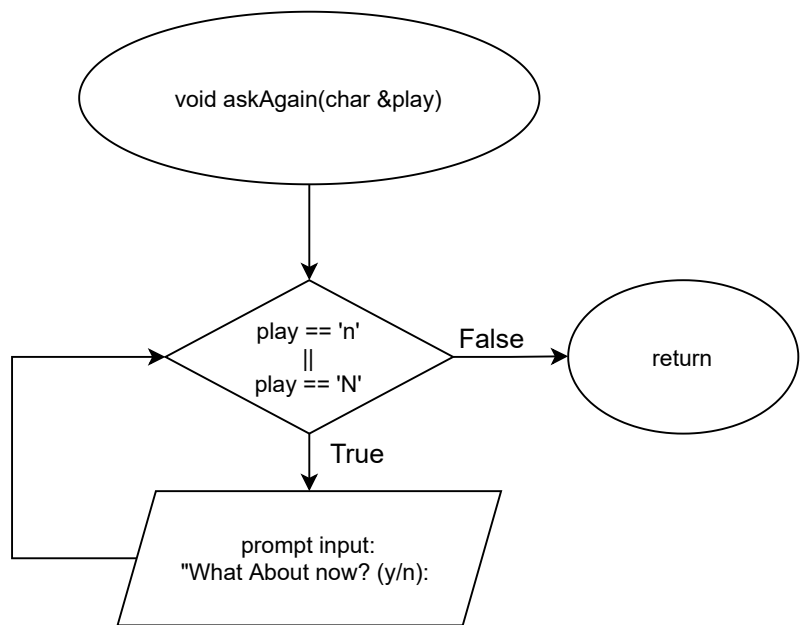 void askAgain(char &play)
play == 'n'
||
play == 'N'
False
return
True
prompt input:
"What About now? (y/n):